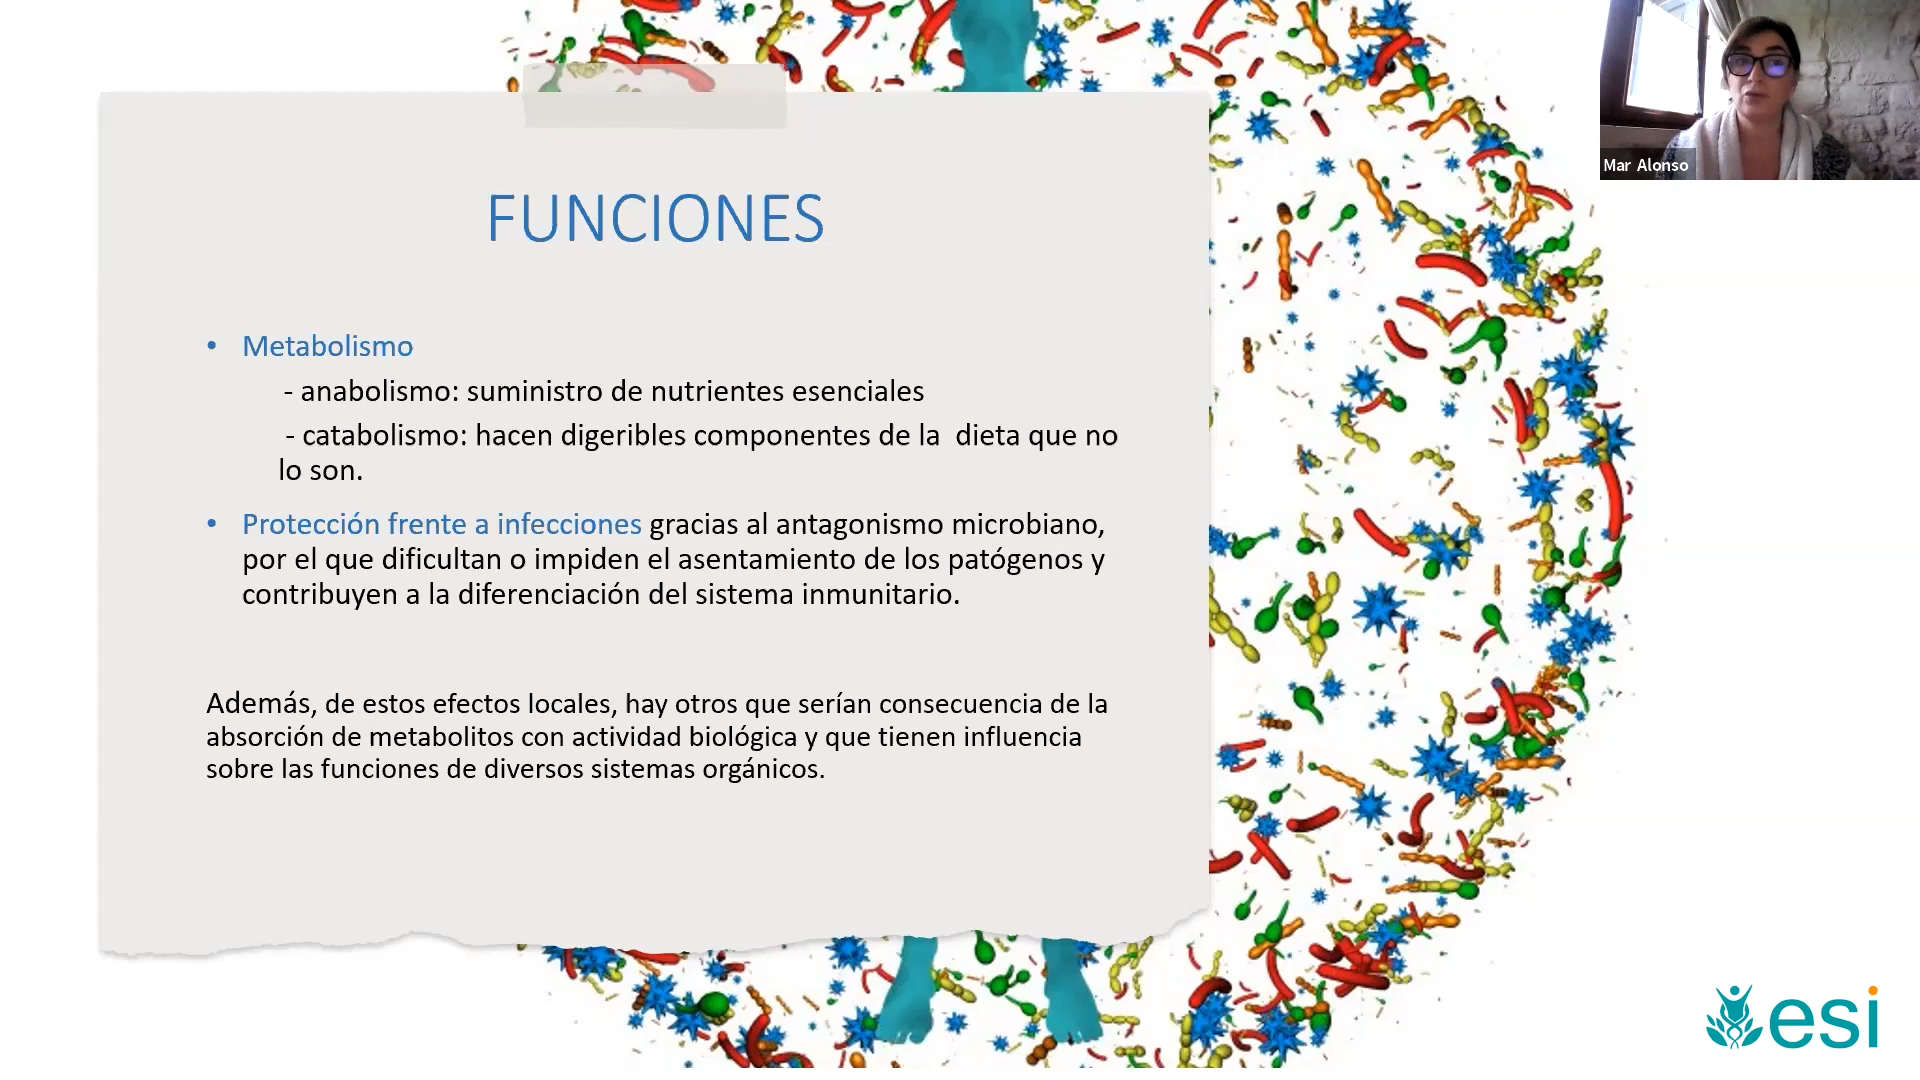 Mar Alonso
FUNCIONES
• Metabolismo
- anabolismo: suministro de nutrientes esenciales
- catabolismo: hacen digeribles componentes de la  dieta que no
lo son.
• Protección frente a infecciones gracias al antagonismo microbiano,
por el que dificultan o impiden el asentamiento de los patógenos y
contribuyen a la diferenciación del sistema inmunitario.
Además, de estos efectos locales, hay otros que serían consecuencia de la
absorción de metabolitos con actividad biológica y que tienen influencia
sobre las funciones de diversos sistemas orgánicos.
esi